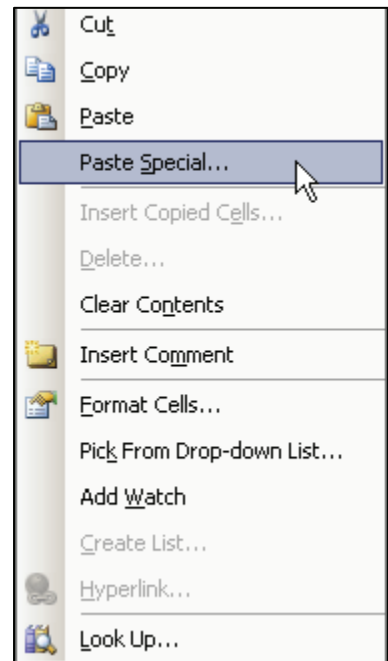 Cut
Copy
Paste
Paste Special...
Insert Copied Cells...
Delete...
Clear Contents
Insert Comment
Format Cells...
Pick From Drop-down List...
Add Watch
Create List...
Hyperlink...
Look Up...